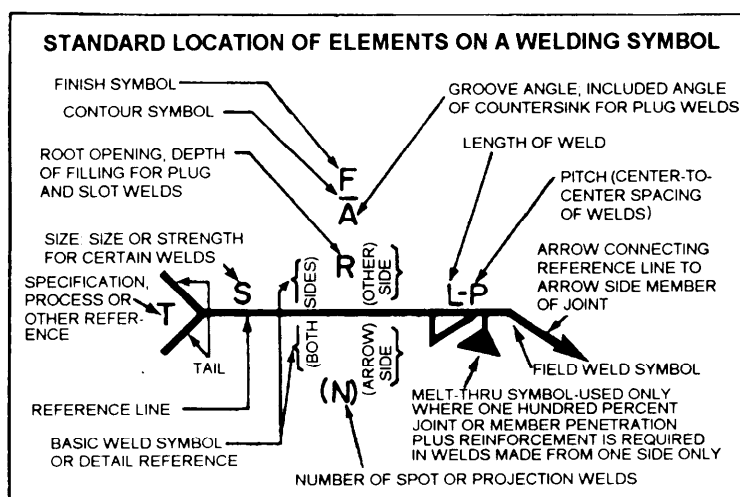 STANDARD LOCATION OF ELEMENTS ON A WELDING SYMBOL
FINISH SYMBOL
CONTOUR SYMBOL
ROOT OPENING, DEPTH
OF FILLING FOR PLUG
AND SLOT WELDS
SIZE: SIZE OR STRENGTH
FOR CERTAIN WELDS
SPECIFICATION,
PROCESS OR
OTHER REFER-
ENCE
T
S
TAIL
REFERENCE LINE
BASIC WELD SYMBOL
OR DETAIL REFERENCE
F
A
R
(BOTH SIDES)
(OTHER)
SIDE
(ARROW)
SIDE
(N)
NUMBER OF SPOT OR PROJECTION WELDS
GROOVE ANGLE; INCLUDED ANGLE
OF COUNTERSINK FOR PLUG WELDS
LENGTH OF WELD
PITCH (CENTER-TO-
CENTER SPACING
OF WELDS)
L-P
ARROW CONNECTING
REFERENCE LINE TO
ARROW SIDE MEMBER
OF JOINT
FIELD WELD SYMBOL
MELT-THRU SYMBOL-USED ONLY
WHERE ONE HUNDRED PERCENT
JOINT OR MEMBER PENETRATION
PLUS REINFORCEMENT IS REQUIRED
IN WELDS MADE FROM ONE SIDE ONLY